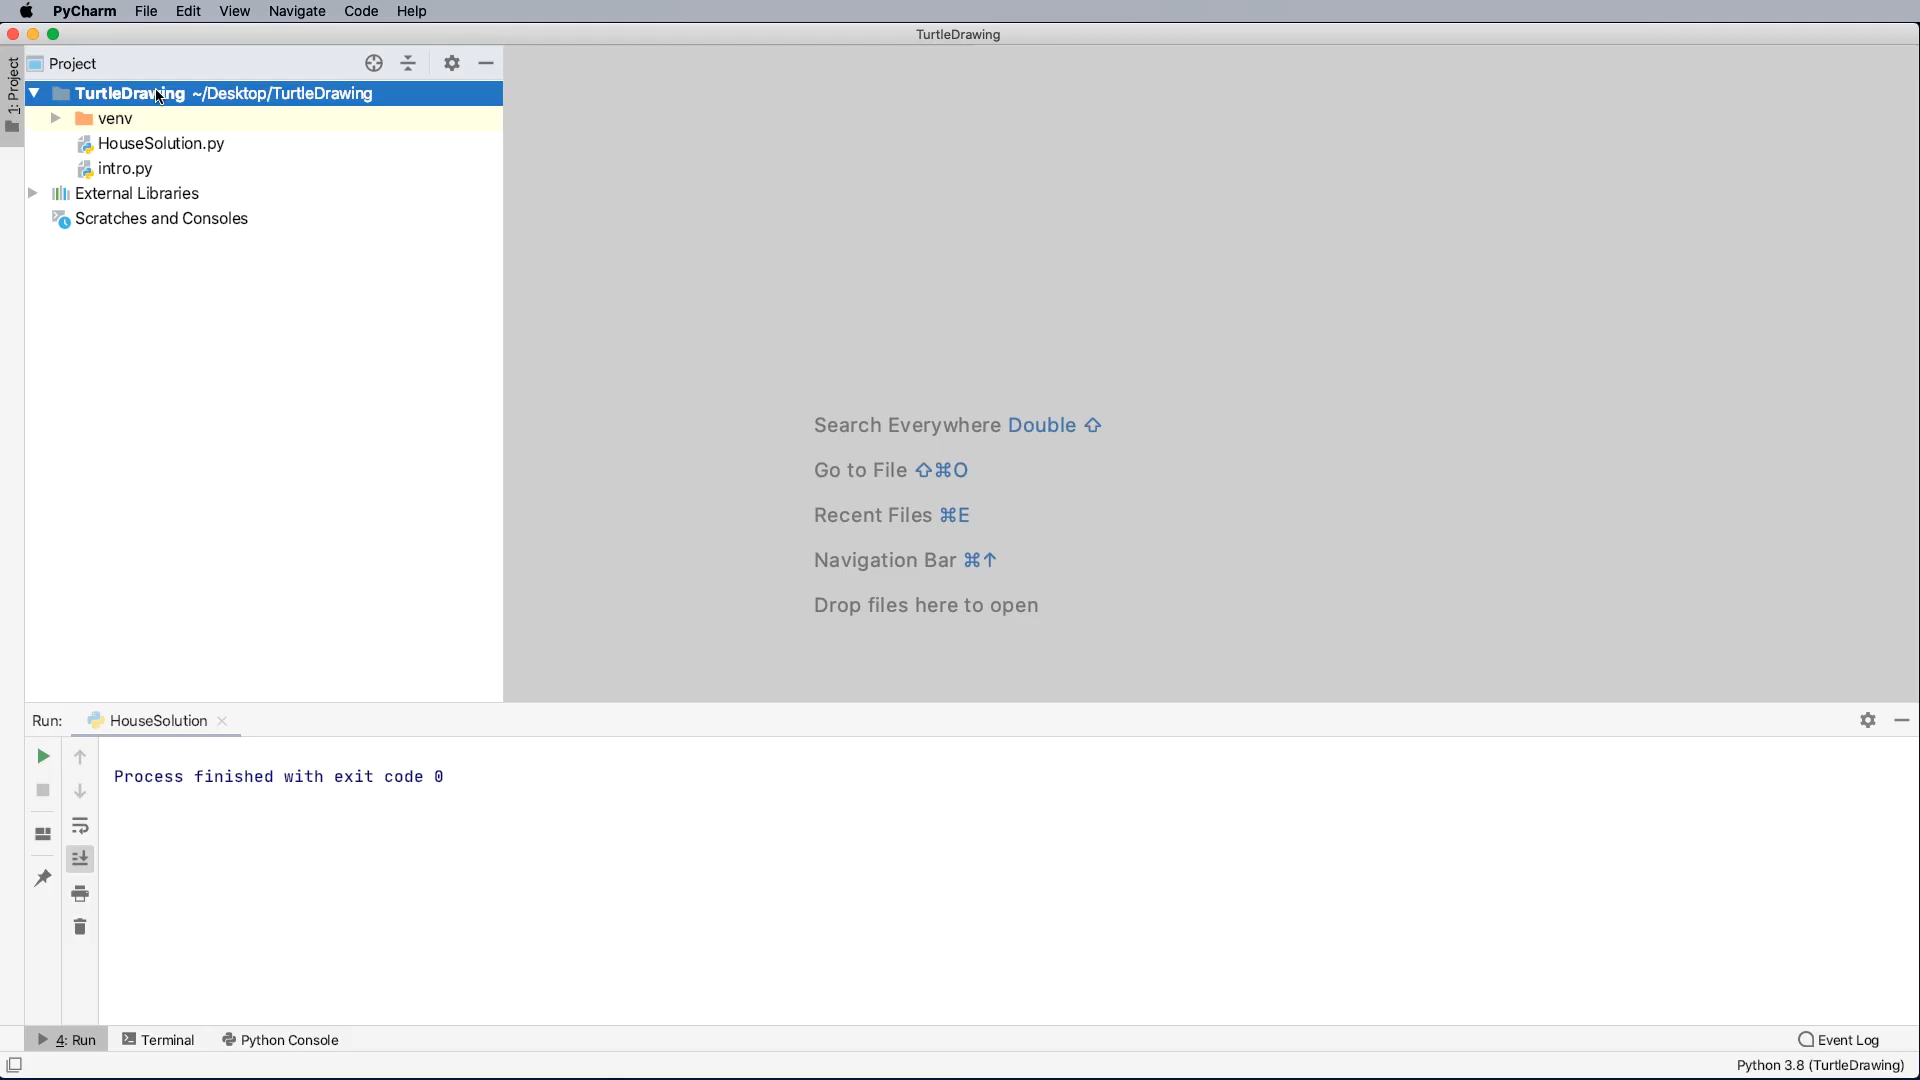 PyCharm File Edit View Navigate Code Help
TurtleDrawing
1: Project
Project
TurtleDrawing ~/Desktop/TurtleDrawing
venv
HouseSolution.py
intro.py
External Libraries
Scratches and Consoles
Search Everywhere Double ⇧
Go to File ⇧⌘O
Recent Files ⌘E
Navigation Bar ⌘↑
Drop files here to open
Run: HouseSolution
Process finished with exit code 0
4: Run Terminal Python Console Event Log
Python 3.8 (TurtleDrawing)